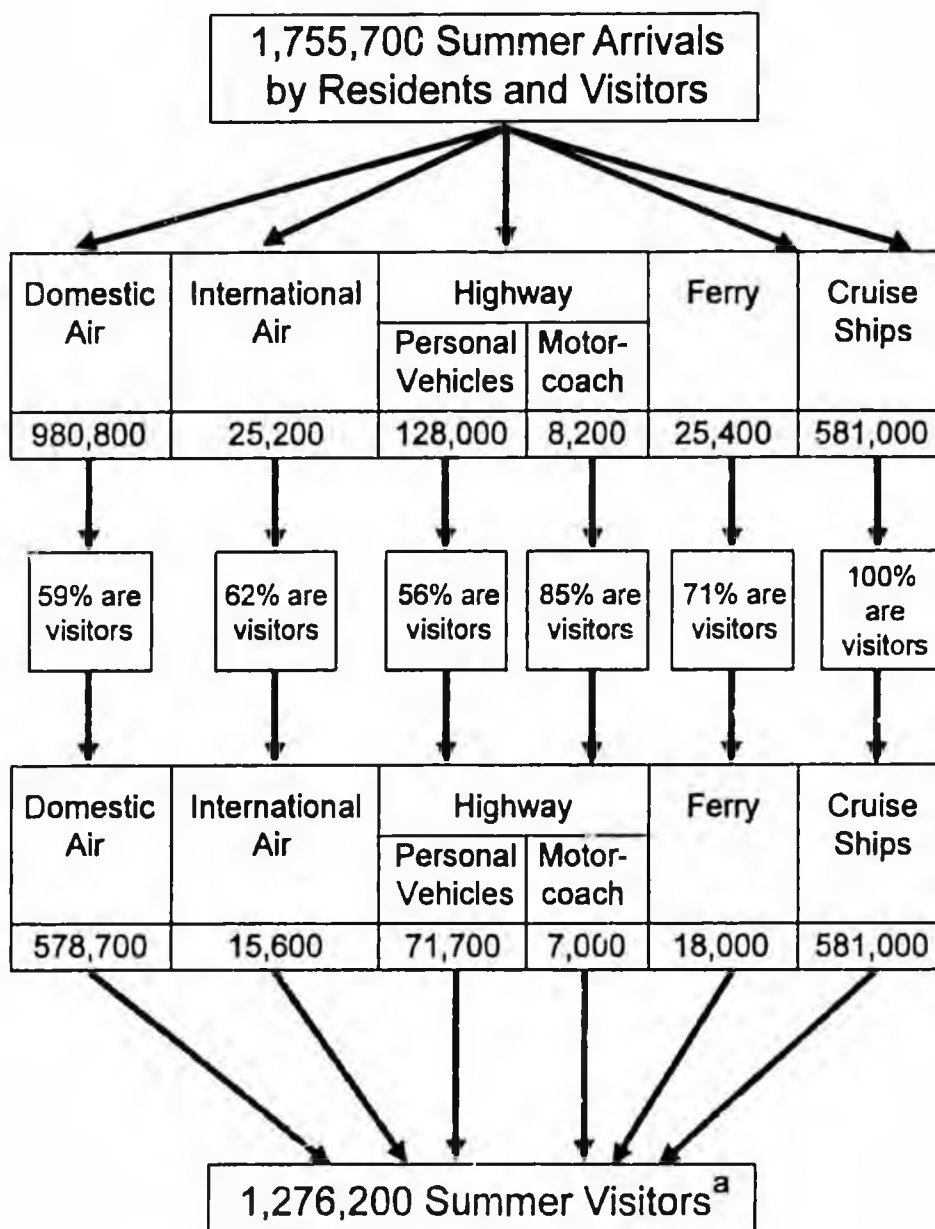 1,755,700 Summer Arrivals
by Residents and Visitors
Domestic Air
International Air
Highway
Personal Vehicles
Motor-coach
Ferry
Cruise Ships
980,800 25,200 128,000 8,200 25,400 581,000
59% are visitors
62% are visitors
56% are visitors
85% are visitors
71% are visitors
100% are visitors
Domestic Air
International Air
Highway
Personal Vehicles
Motor-coach
Ferry
Cruise Ships
578,700 15,600 71,700 7,000 18,000 581,000
1,276,200 Summer Visitors a